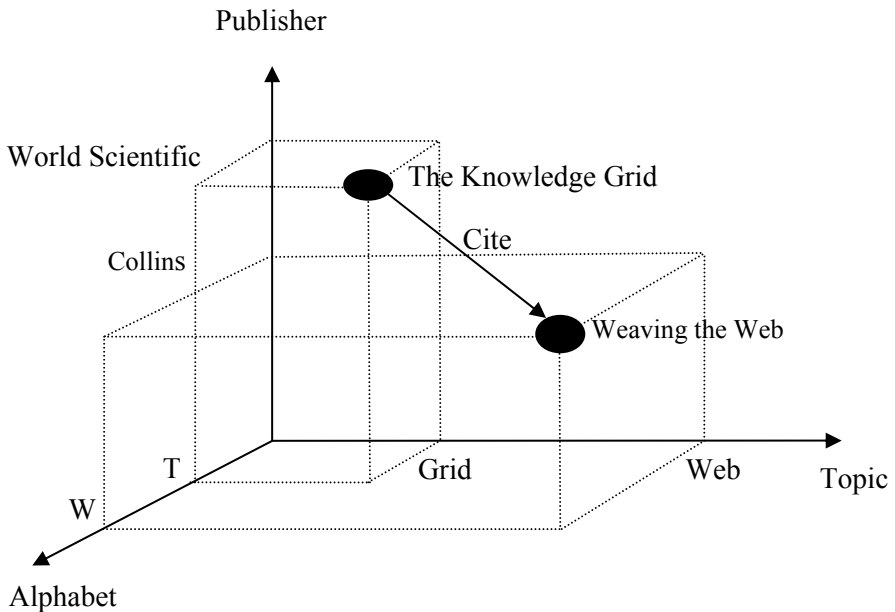 Publisher
World Scientific
The Knowledge Grid
Cite
Collins
Weaving the Web
T
Grid
Web
Topic
W
Alphabet